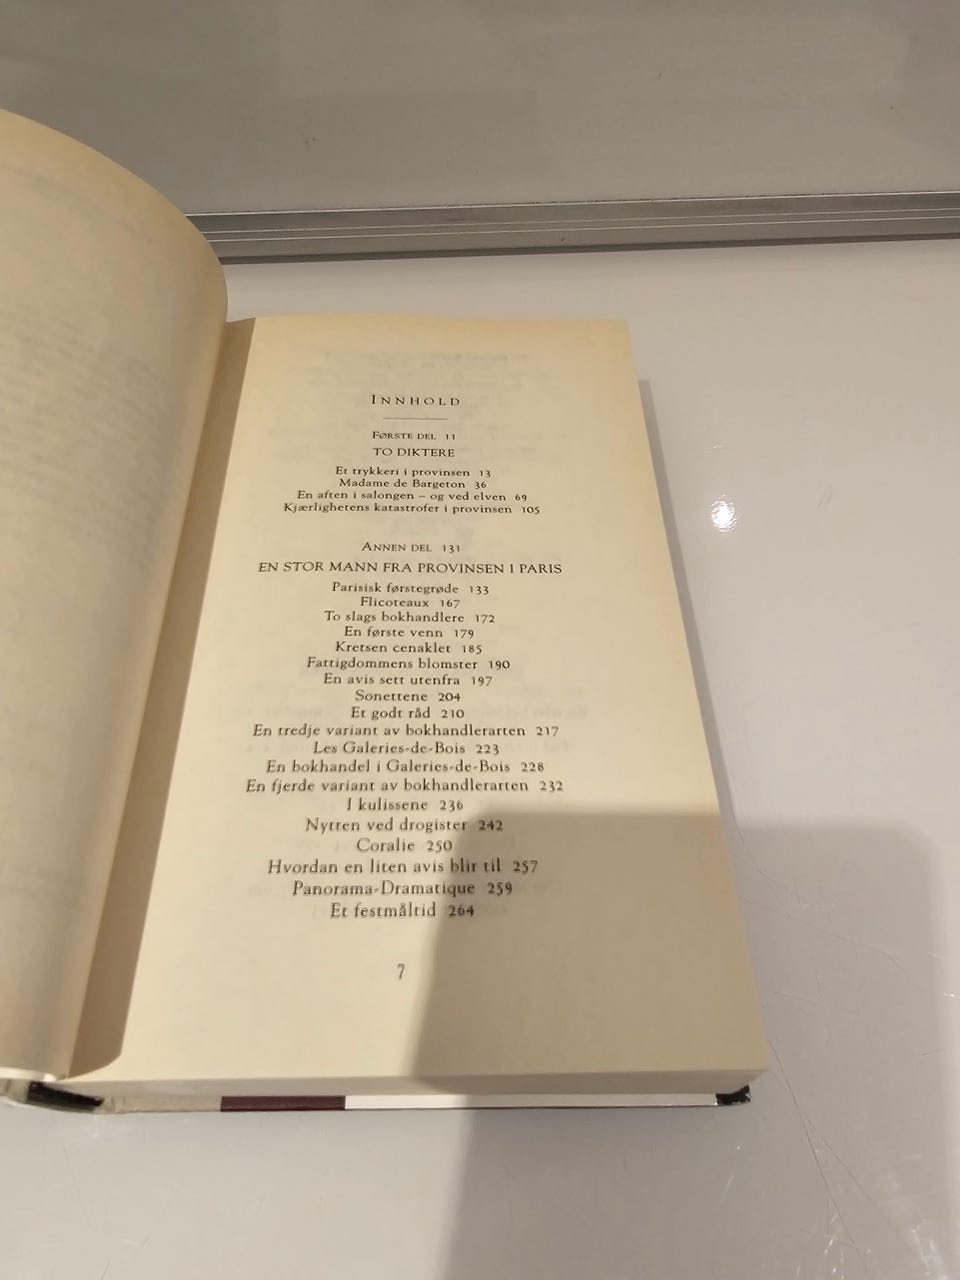 INNHOLD
FØRSTE DEL 11
TO DIKTERE
Et trykkeri i provinsen 13
Madame de Bargeton 36
En aften i salongen – og ved elven 69
Kjærlighetens katastrofer i provinsen 105
ANNEN DEL 131
EN STOR MANN FRA PROVINSEN I PARIS
Parisisk førstegrøde 133
Flicoteaux 167
To slags bokhandlere 172
En første venn 179
Kretsen cenaklet 185
Fattigdommens blomster 190
En avis sett utenfra 197
Sonettene 204
Et godt råd 210
En tredje variant av bokhandlerarten 217
Les Galeries-de-Bois 223
En bokhandel i Galeries-de-Bois 228
En fjerde variant av bokhandlerarten 232
I kulissene 236
Nytten ved drogister 242
Coralie 250
Hvordan en liten avis blir til 257
Panorama-Dramatique 259
Et festmåltid 264
7